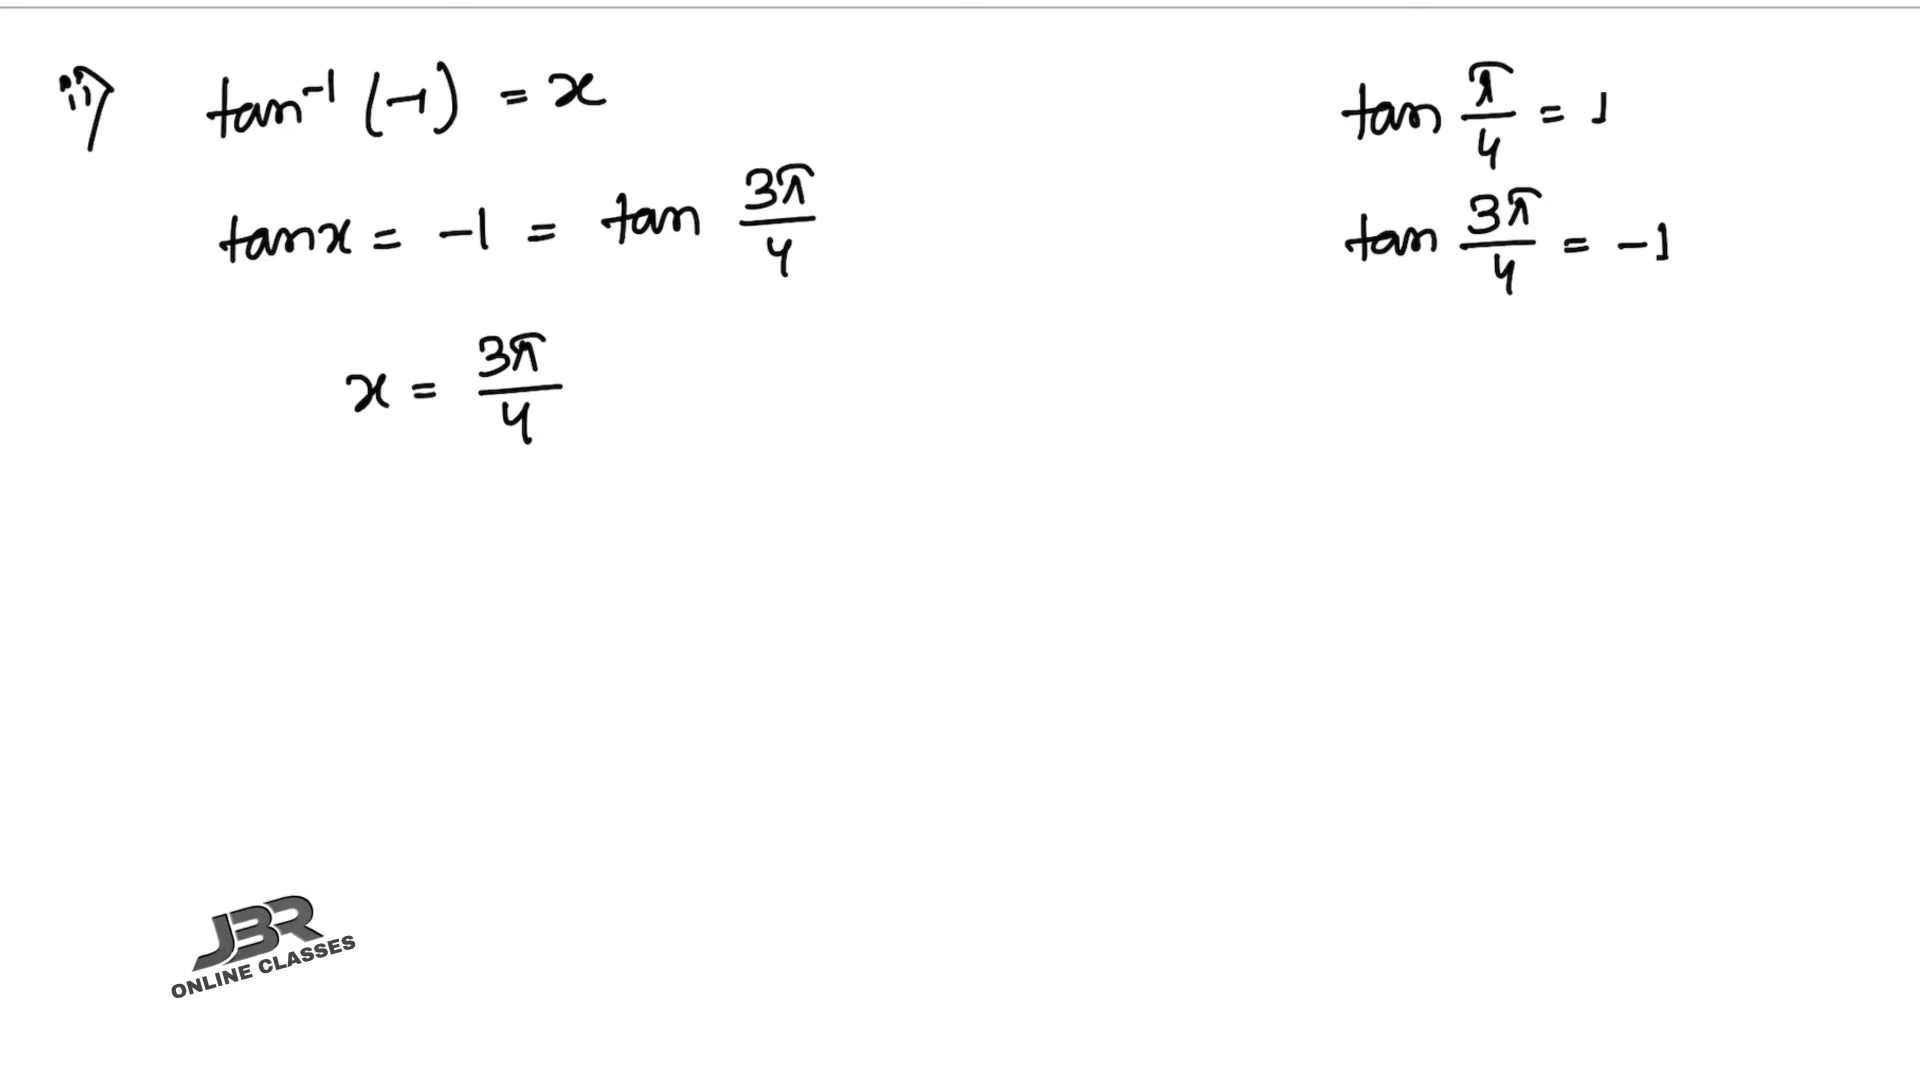 ii) tan⁻¹ (-1) = x
tan x = -1 = tan 3π/4
x = 3π/4
tan π/4 = 1
tan 3π/4 = -1
JBR
ONLINE CLASSES